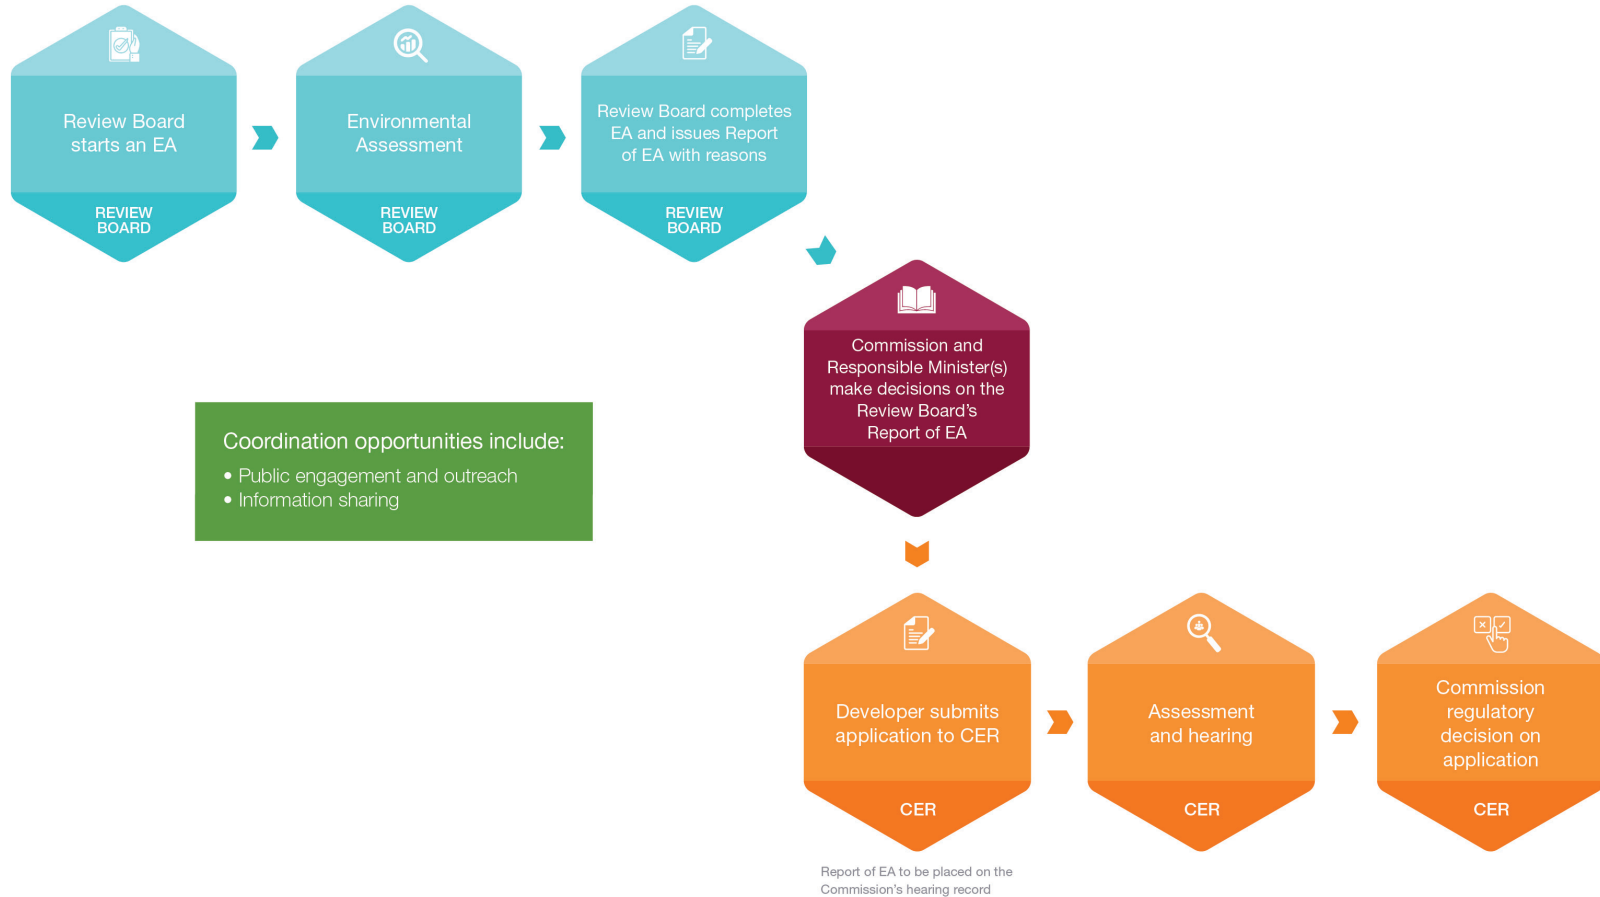 Review Board
starts an EA
REVIEW
BOARD
Environmental
Assessment
REVIEW
BOARD
Review Board completes
EA and issues Report
of EA with reasons
REVIEW
BOARD
Commission and
Responsible Minister(s)
make decisions on the
Review Board’s
Report of EA
Coordination opportunities include:
• Public engagement and outreach
• Information sharing
Developer submits
application to CER
CER
Report of EA to be placed on the
Commission’s hearing record
Assessment
and hearing
CER
Commission
regulatory
decision on
application
CER